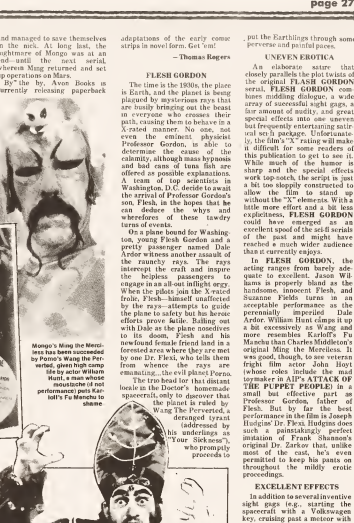 page 27
nd managed to save themselves
n the nick. At long last, the
ightmare of Mongo was at an
nd—until the next serial,
wherein Ming returned and set
p operations on Mars.
By the by, Avon Books is
urrently releasing paperback
Mongo's Ming the Merci-
less has been succeeded
by Porno's Wang the Per-
verted, given high camp
life by actor William
Hunt, a man whose
moustache (if not
performance) puts Kar-
loff's Fu Manchu to
shame
adaptations of the early comic
strips in novel form. Get 'em!
—Thomas Rogers
FLESH GORDON
The time is the 1930s, the place
is Earth, and the planet is being
plagued by mysterious rays that
are busily bringing out the beast
in everyone who crosses their
path, causing them to behave in a
X-rated manner. No one, not
even the eminent physicist
Professor Gordon, is able to
determine the cause of the
calamity, although mass hypnosis
and bad cans of tuna fish are
offered as possible explanations.
A team of top scientists in
Washington, D.C. decide to await
the arrival of Professor Gordon's
son, Flesh, in the hopes that he
can deduce the whys and
wherefores of these tawdry
turns of events.
On a plane bound for Washing-
ton, young Flesh Gordon and a
pretty passenger named Dale
Ardor witness another assault of
the raunchy rays. The rays
intercept the craft and inspire
the helpless passengers to
engage in an all-out inflight orgy.
When the pilots join the X-rated
frolic, Flesh—himself unaffected
by the rays—attempts to guide
the plane to safety but his heroic
efforts prove futile. Bailing out
with Dale as the plane nosedives
to its doom, Flesh and his
newfound female friend land in a
forested area where they are met
by one Dr. Flexi, who tells them
from whence the rays are
emanating...the evil planet Porno.
The trio head for that distant
locale in the Doctor's homemade
spacecraft, only to discover that
the planet is ruled by
Wang The Perverted, a
deranged tyrant
(addressed by
his underlings as
"Your Sickness"),
who promptly
proceeds to
put the Earthlings through some
perverse and painful paces.
UNEVEN EROTICA
An elaborate satire that
closely parallels the plot twists of
the original FLASH GORDON
serial, FLESH GORDON com-
bines middling dialogue, a wide
array of successful sight gags, a
fair amount of nudity, and great
special effects into one uneven
but frequently entertaining satiri-
cal sci-fi package. Unfortunate-
ly, the film's "X" rating will make
it difficult for some readers of
this publication to get to see it.
While much of the humor is
sharp and the special effects
work top-notch, the script is just
a bit too sloppily constructed to
allow the film to stand up
without the "X" elements. With a
little more effort and a bit less
explicitness, FLESH GORDON
could have emerged as an
excellent spoof of the sci-fi serials
of the past and might have
reached a much wider audience
than it currently enjoys.
In FLESH GORDON, the
acting ranges from barely ade-
quate to excellent. Jason Wil-
liams is properly bland as the
handsome, innocent Flesh, and
Suzanne Fields turns in an
acceptable performance as the
perennially imperiled Dale
Ardor. William Hunt camps it up
a bit excessively as Wang and
more resembles Karloff's Fu
Manchu than Charles Middleton's
original Ming the Merciless. It
was good, though, to see veteran
fright film actor John Hoyt
(whose roles include the mad
toymaker in AIP's ATTACK OF
THE PUPPET PEOPLE) in a
small but effective part as
Professor Gordon, father of
Flesh. But by far the best
performance in the film is Joseph
Hudgins' Dr. Flexi. Hudgins does
such a painstakingly perfect
imitation of Frank Shannon's
original Dr. Zarkov that, unlike
most of the cast, he's even
permitted to keep his pants on
throughout the mildly erotic
proceedings.
EXCELLENT EFFECTS
In addition to several inventive
sight gags (e.g., starting the
spacecraft with a Volkswagen
key, cruising past a meteor with